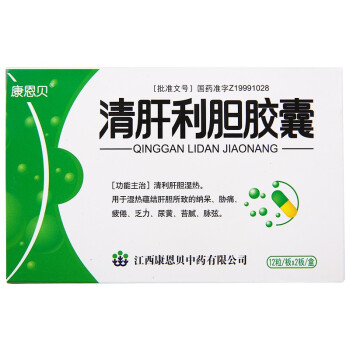 康恩贝
[批准文号] 国药准字Z19991028
清肝利胆胶囊
QINGGAN LIDAN JIAONANG
[功能主治] 清利肝胆湿热。
用于湿热蕴结肝胆所致的纳呆、胁痛、
疲倦、乏力、尿黄、苔腻、脉弦。
江西康恩贝中药有限公司
12粒/板x2板/盒